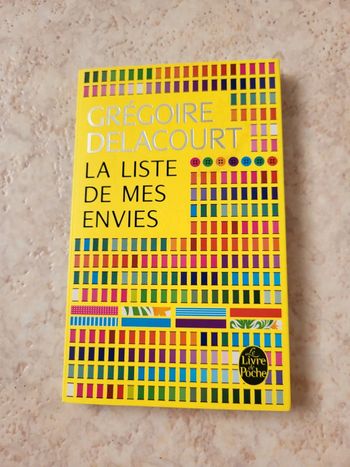 GRÉGOIRE
DELACOURT
LA LISTE
DE MES
ENVIES
Le
Livre
de
Poche